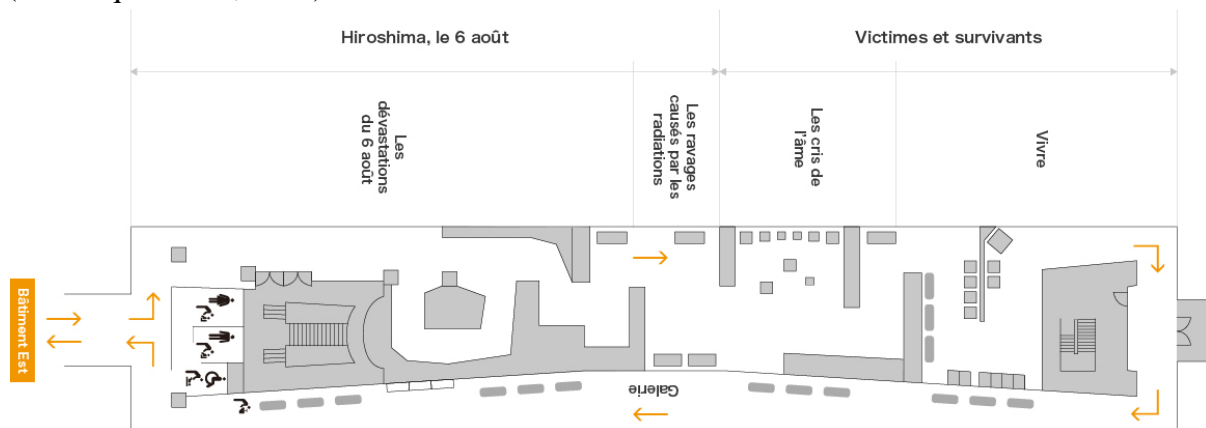 Hiroshima, le 6 août
Victimes et survivants
Les
dévastations
du 6 août
Les ravages
causés par les
radiations
Les cris de
l'âme
Vivre
Bâtiment Est
Galerie